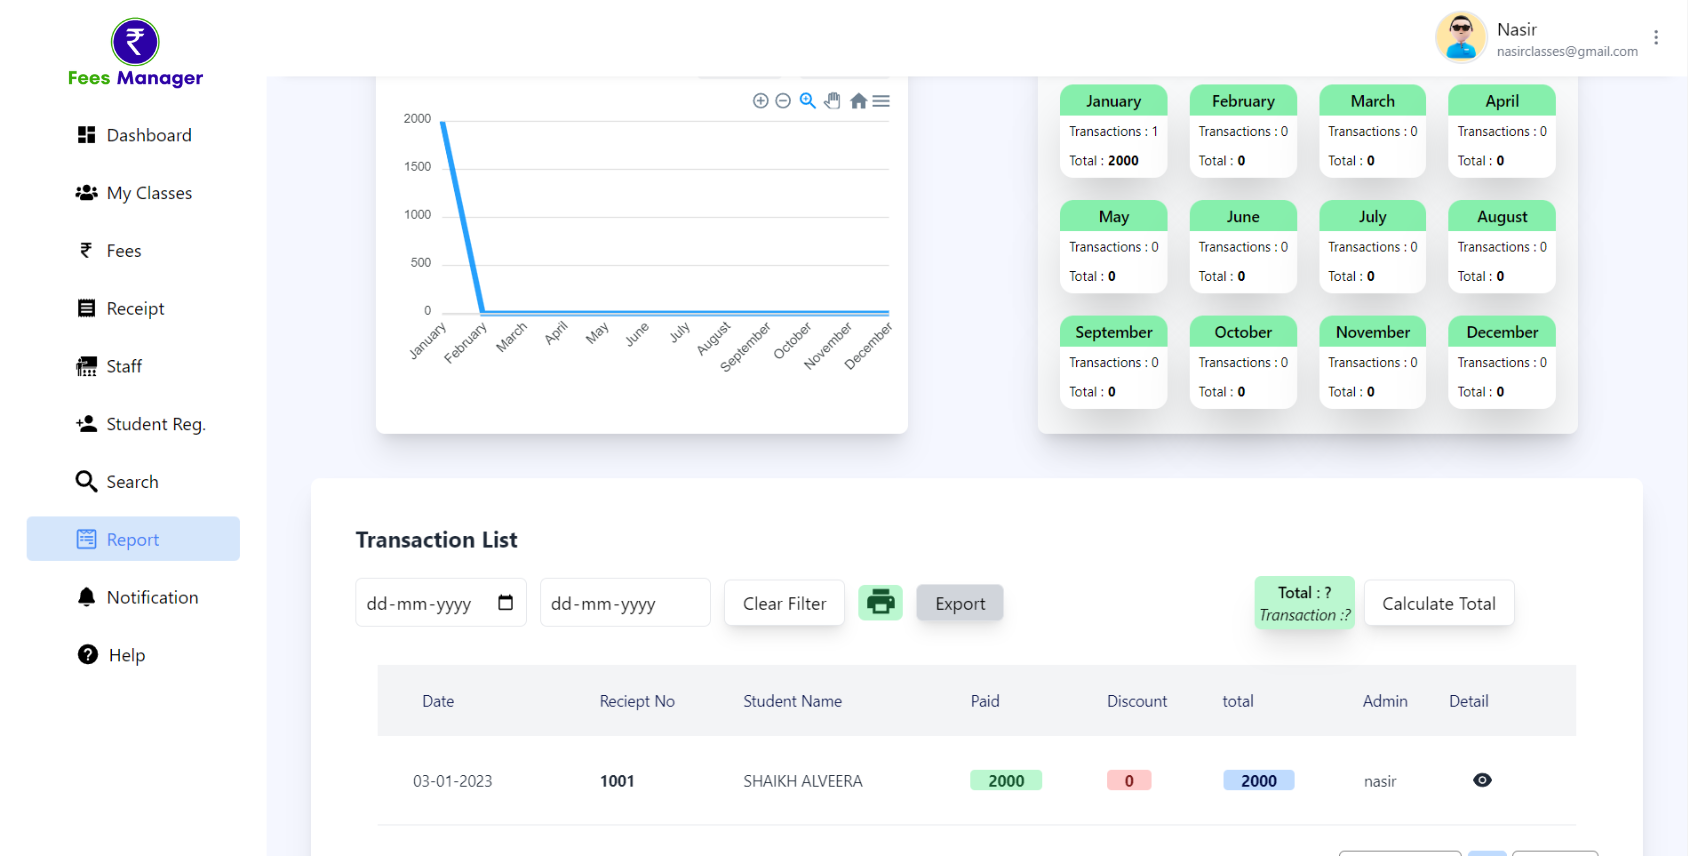 ₹
Fees Manager
Dashboard
My Classes
₹ Fees
Receipt
Staff
Student Reg.
Search
Report
Notification
? Help
Nasir
nasirclasses@gmail.com
2000
1500
1000
500
0
January
February
March
April
May
June
July
August
September
October
November
December
January
Transactions : 1
Total : 2000
February
Transactions : 0
Total : 0
March
Transactions : 0
Total : 0
April
Transactions : 0
Total : 0
May
Transactions : 0
Total : 0
June
Transactions : 0
Total : 0
July
Transactions : 0
Total : 0
August
Transactions : 0
Total : 0
September
Transactions : 0
Total : 0
October
Transactions : 0
Total : 0
November
Transactions : 0
Total : 0
December
Transactions : 0
Total : 0
Transaction List
dd-mm-yyyy dd-mm-yyyy Clear Filter Export
Total : ?
Transaction :?
Calculate Total
Date Reciept No Student Name Paid Discount total Admin Detail
03-01-2023 1001 SHAIKH ALVEERA 2000 0 2000 nasir